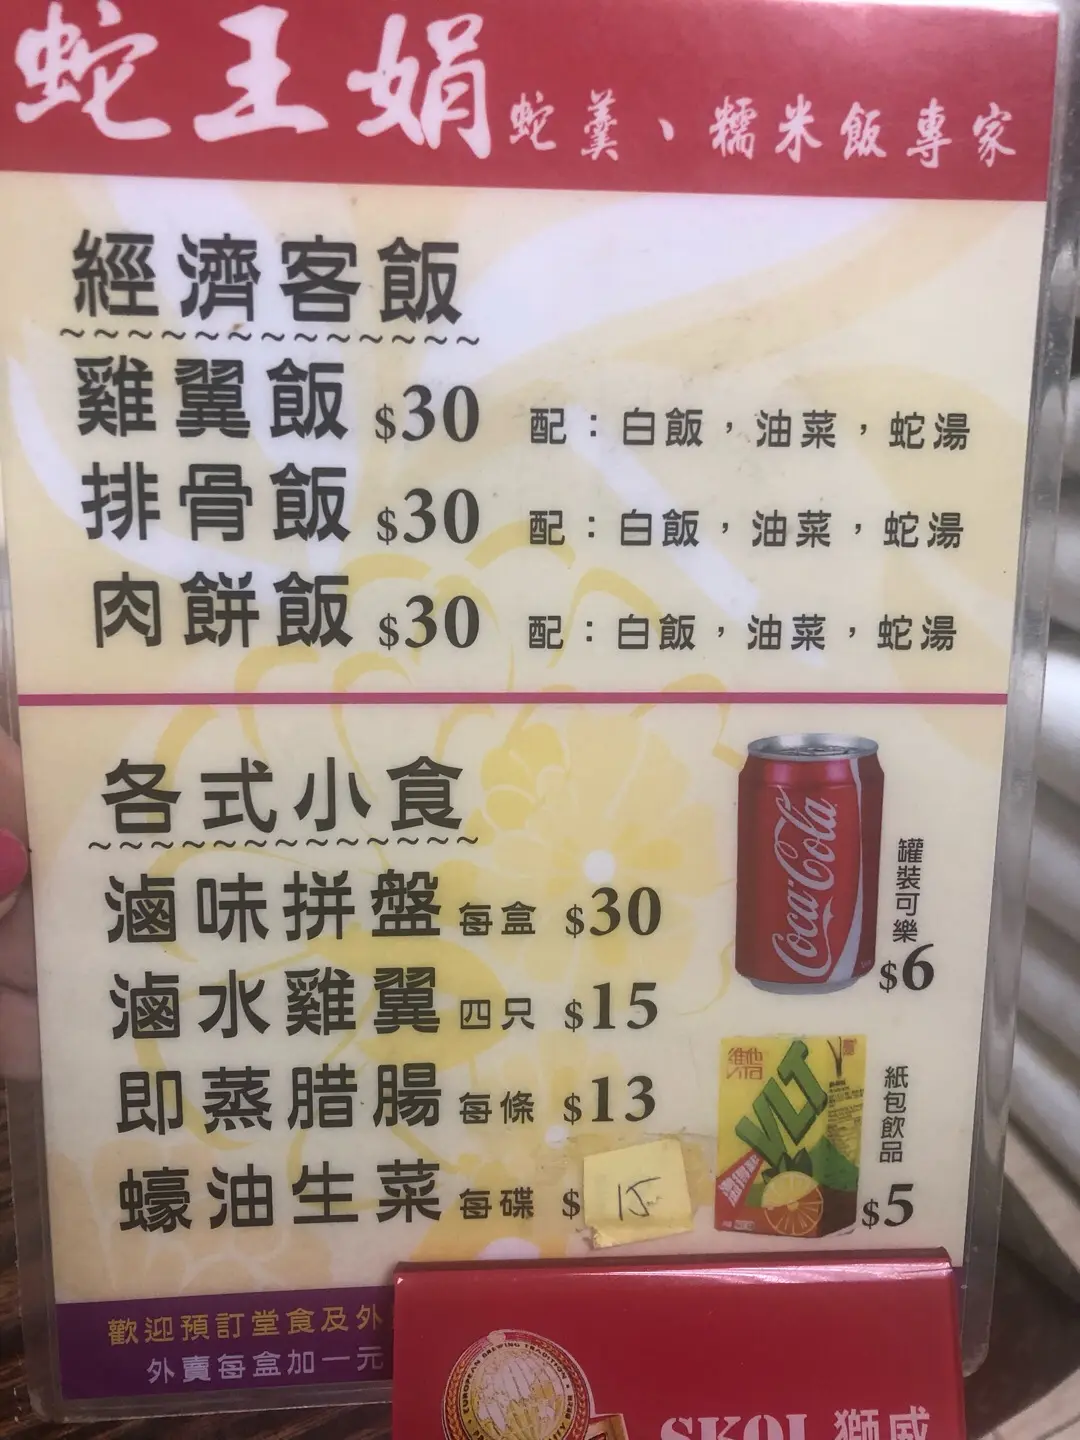 蛇王娟 蛇羹、糯米飯專家
經濟客飯
雞翼飯 $30 配：白飯，油菜，蛇湯
排骨飯 $30 配：白飯，油菜，蛇湯
肉餅飯 $30 配：白飯，油菜，蛇湯
各式小食
滷味拼盤 每盒 $30
滷水雞翼 四只 $15
即蒸腊腸 每條 $13
蠔油生菜 每碟 $15
Coca-Cola
罐裝可樂
$6
維他
VLT
紙包飲品
$5
歡迎預訂堂食及外
外賣每盒加一元
EUROPEAN BREWING TRADITION
SKOL 獅威